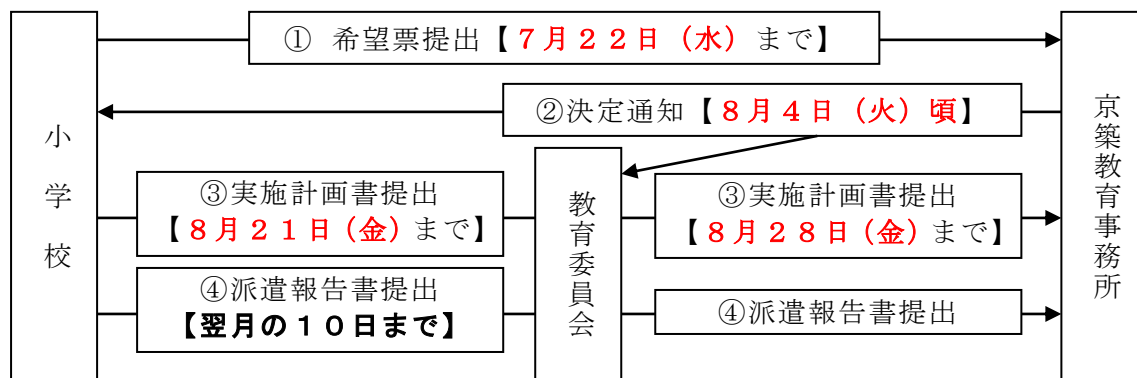 小学校
① 希望票提出【７月２２日（水）まで】
②決定通知【８月４日（火）頃】
③実施計画書提出
【８月２１日（金）まで】
教育委員会
③実施計画書提出
【８月２８日（金）まで】
④派遣報告書提出
【翌月の１０日まで】
④派遣報告書提出
京築教育事務所